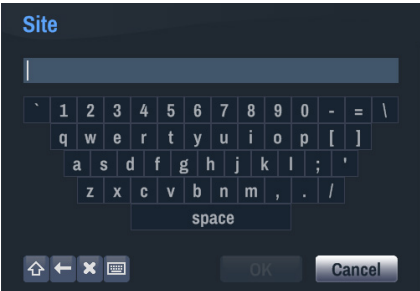 Site
` 1 2 3 4 5 6 7 8 9 0 - = \
q w e r t y u i o p [ ]
a s d f g h j k l ; '
z x c v b n m , . /
space
OK Cancel